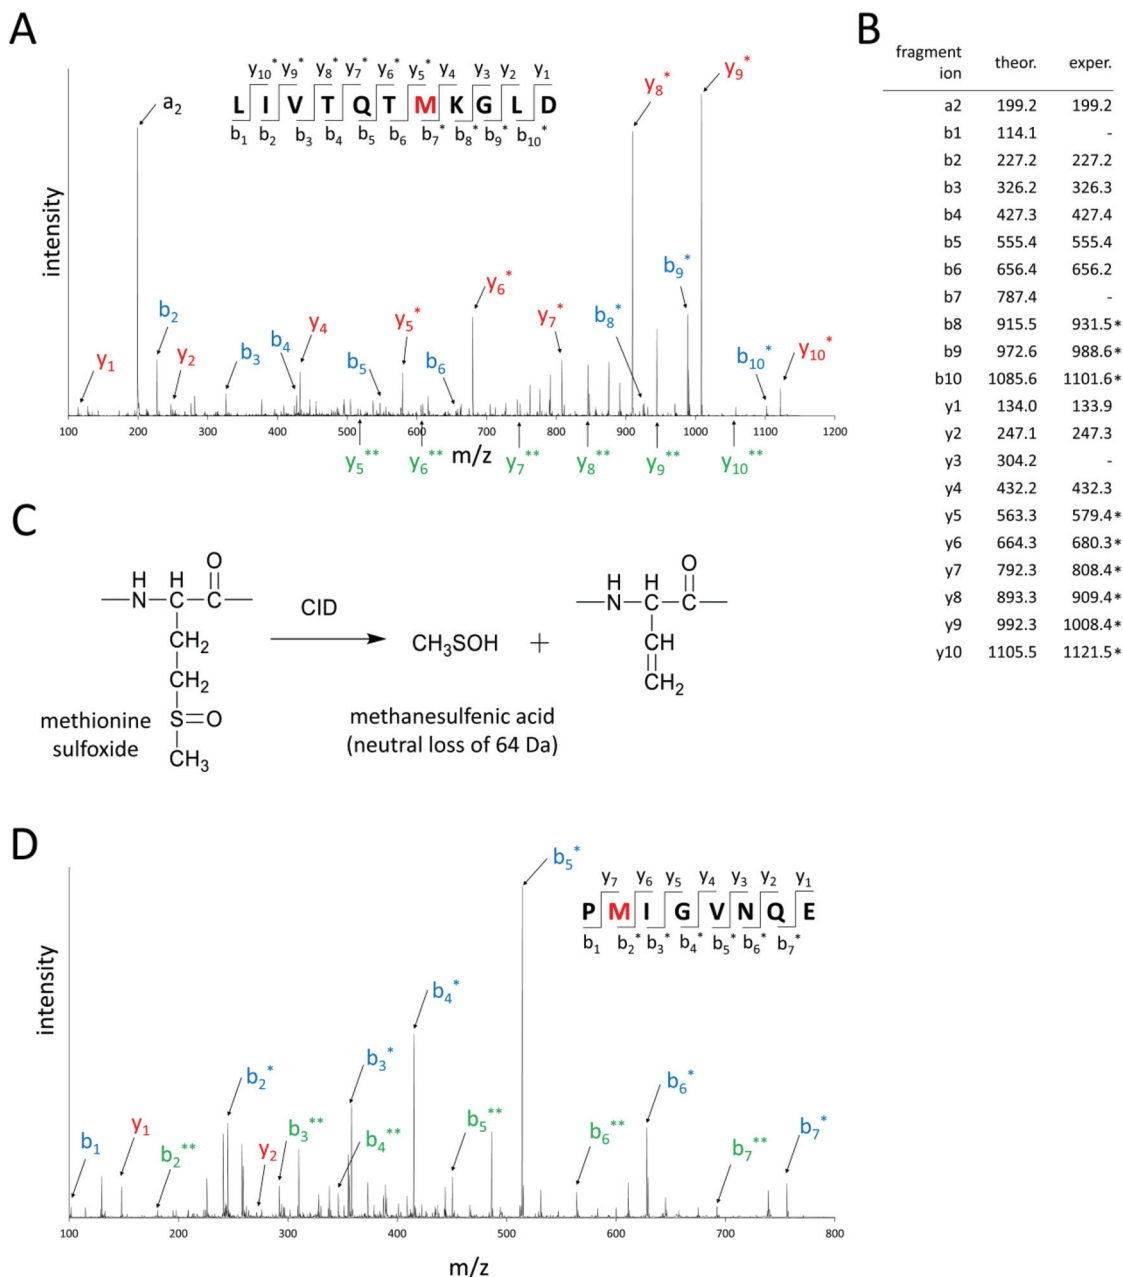 A
y10* y9* y8* y7* y6* y5* y4 y3 y2 y1
L I V T Q T M K G L D
b1 b2 b3 b4 b5 b6 b7* b8* b9* b10*
a2
y8*
y9*
intensity
b9*
y6*
b2
y4
y5*
y7*
b8*
y1
y2
b3
b4
b5
b6
b10*
y10*
100 200 300 400 500 600 700 800 900 1000 1100 1200
y5** y6** m/z y7** y8** y9** y10**
B
fragment ion theor. exper.
a2 199.2 199.2
b1 114.1 -
b2 227.2 227.2
b3 326.2 326.3
b4 427.3 427.4
b5 555.4 555.4
b6 656.4 656.2
b7 787.4 -
b8 915.5 931.5*
b9 972.6 988.6*
b10 1085.6 1101.6*
y1 134.0 133.9
y2 247.1 247.3
y3 304.2 -
y4 432.2 432.3
y5 563.3 579.4*
y6 664.3 680.3*
y7 792.3 808.4*
y8 893.3 909.4*
y9 992.3 1008.4*
y10 1105.5 1121.5*
C
O
H H
N C C
CH2
CH2
S=O
CH3
methionine
sulfoxide
CID
CH3SOH +
methanesulfenic acid
(neutral loss of 64 Da)
O
H H
N C C
CH
CH2
D
b5*
y7 y6 y5 y4 y3 y2 y1
P M I G V N Q E
b1 b2* b3* b4* b5* b6* b7*
intensity
b4*
b3*
b2*
b6*
b1
y1
b2**
b3**
y2
b4**
b5**
b6**
b7**
b7*
100 200 300 400 500 600 700 800
m/z